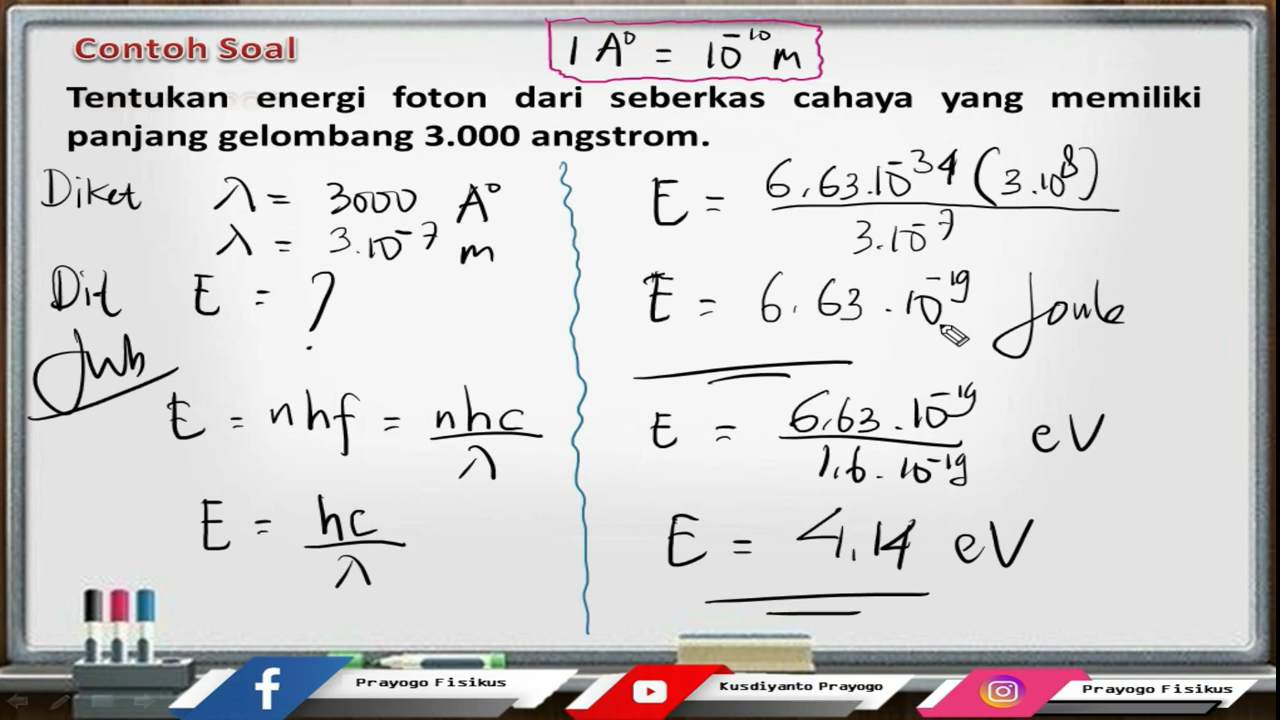 Contoh Soal
1 A° = 10⁻¹⁰ m
Tentukan energi foton dari seberkas cahaya yang memiliki
panjang gelombang 3.000 angstrom.
Diket λ = 3000 A°
λ = 3.10⁻⁷ m
Dit E = ?
Jwb
E = nhf = nhc/λ
E = hc/λ
E = 6,63.10⁻³⁴ (3.10⁸)/3.10⁻⁷
E = 6,63.10⁻¹⁹ Joule
E = 6,63.10⁻¹⁹/1,6.10⁻¹⁹ eV
E = 4,14 eV
Prayogo Fisikus
Kusdiyanto Prayogo
Prayogo Fisikus